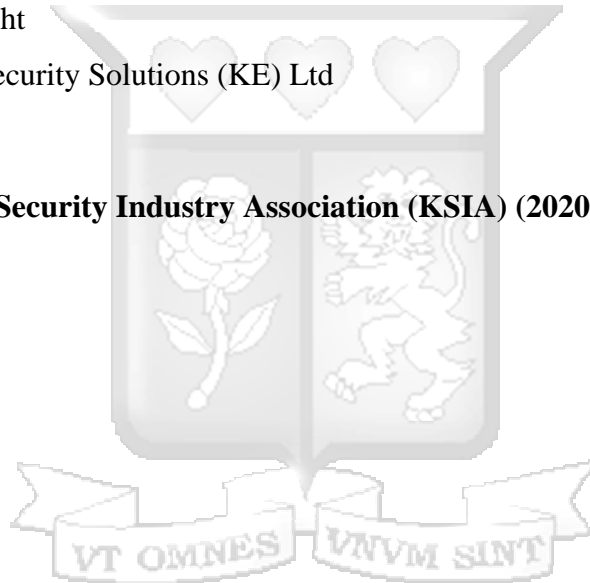 ht
ecurity Solutions (KE) Ltd
Security Industry Association (KSIA) (2020
VT OMNES VNVM SINT